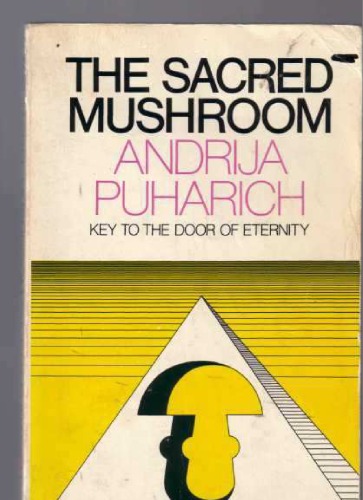 THE SACRED
MUSHROOM
ANDRIJA
PUHARICH
KEY TO THE DOOR OF ETERNITY